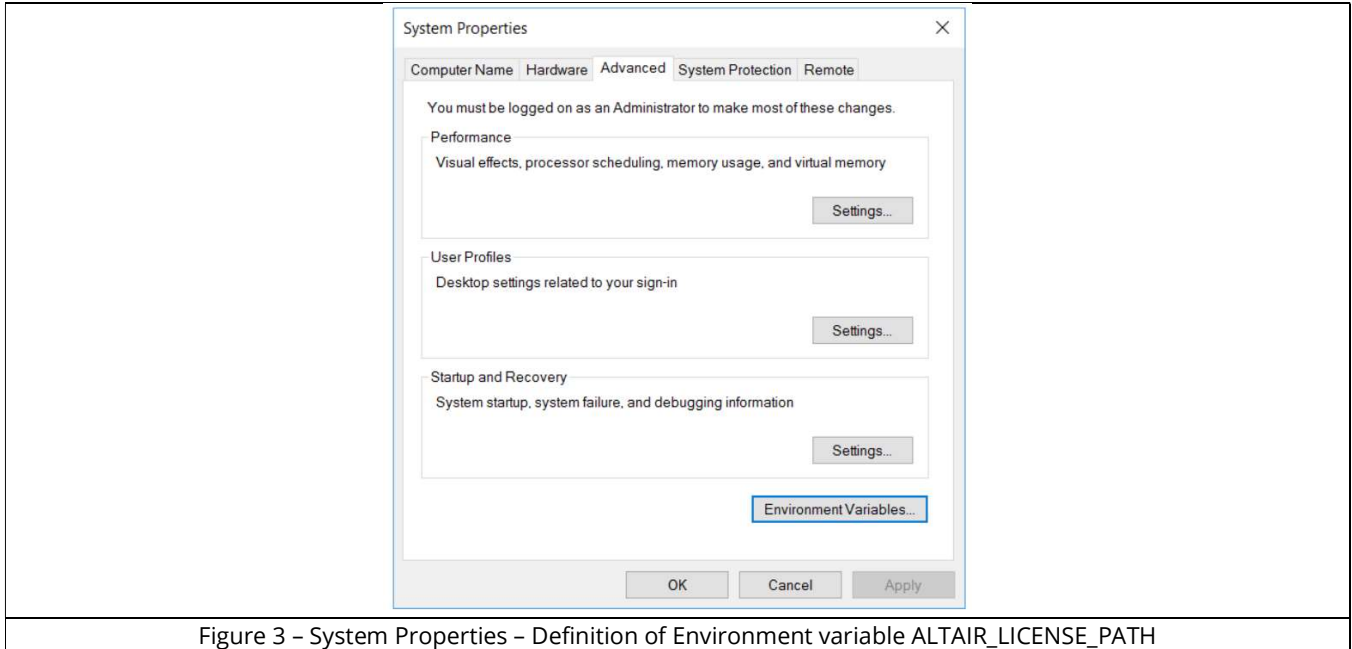 System Properties
Computer Name Hardware Advanced System Protection Remote
You must be logged on as an Administrator to make most of these changes.
Performance
Visual effects, processor scheduling, memory usage, and virtual memory
Settings...
User Profiles
Desktop settings related to your sign-in
Settings...
Startup and Recovery
System startup, system failure, and debugging information
Settings...
Environment Variables...
OK Cancel Apply
Figure 3 – System Properties – Definition of Environment variable ALTAIR_LICENSE_PATH